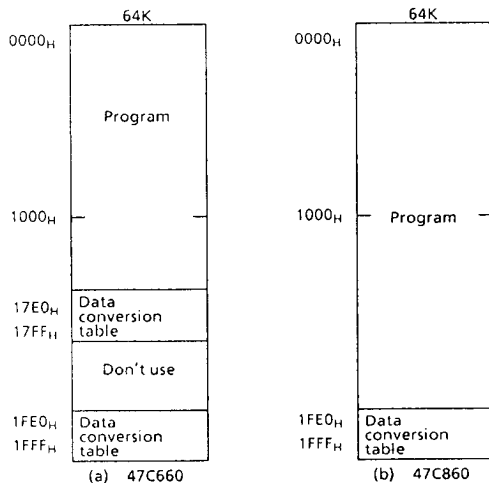 64K
0000H
Program
1000H
17E0H
17FFH
Data
conversion
table
Don't use
1FE0H
1FFFH
Data
conversion
table
(a) 47C660
64K
0000H
1000H
Program
1FE0H
1FFFH
Data
conversion
table
(b) 47C860